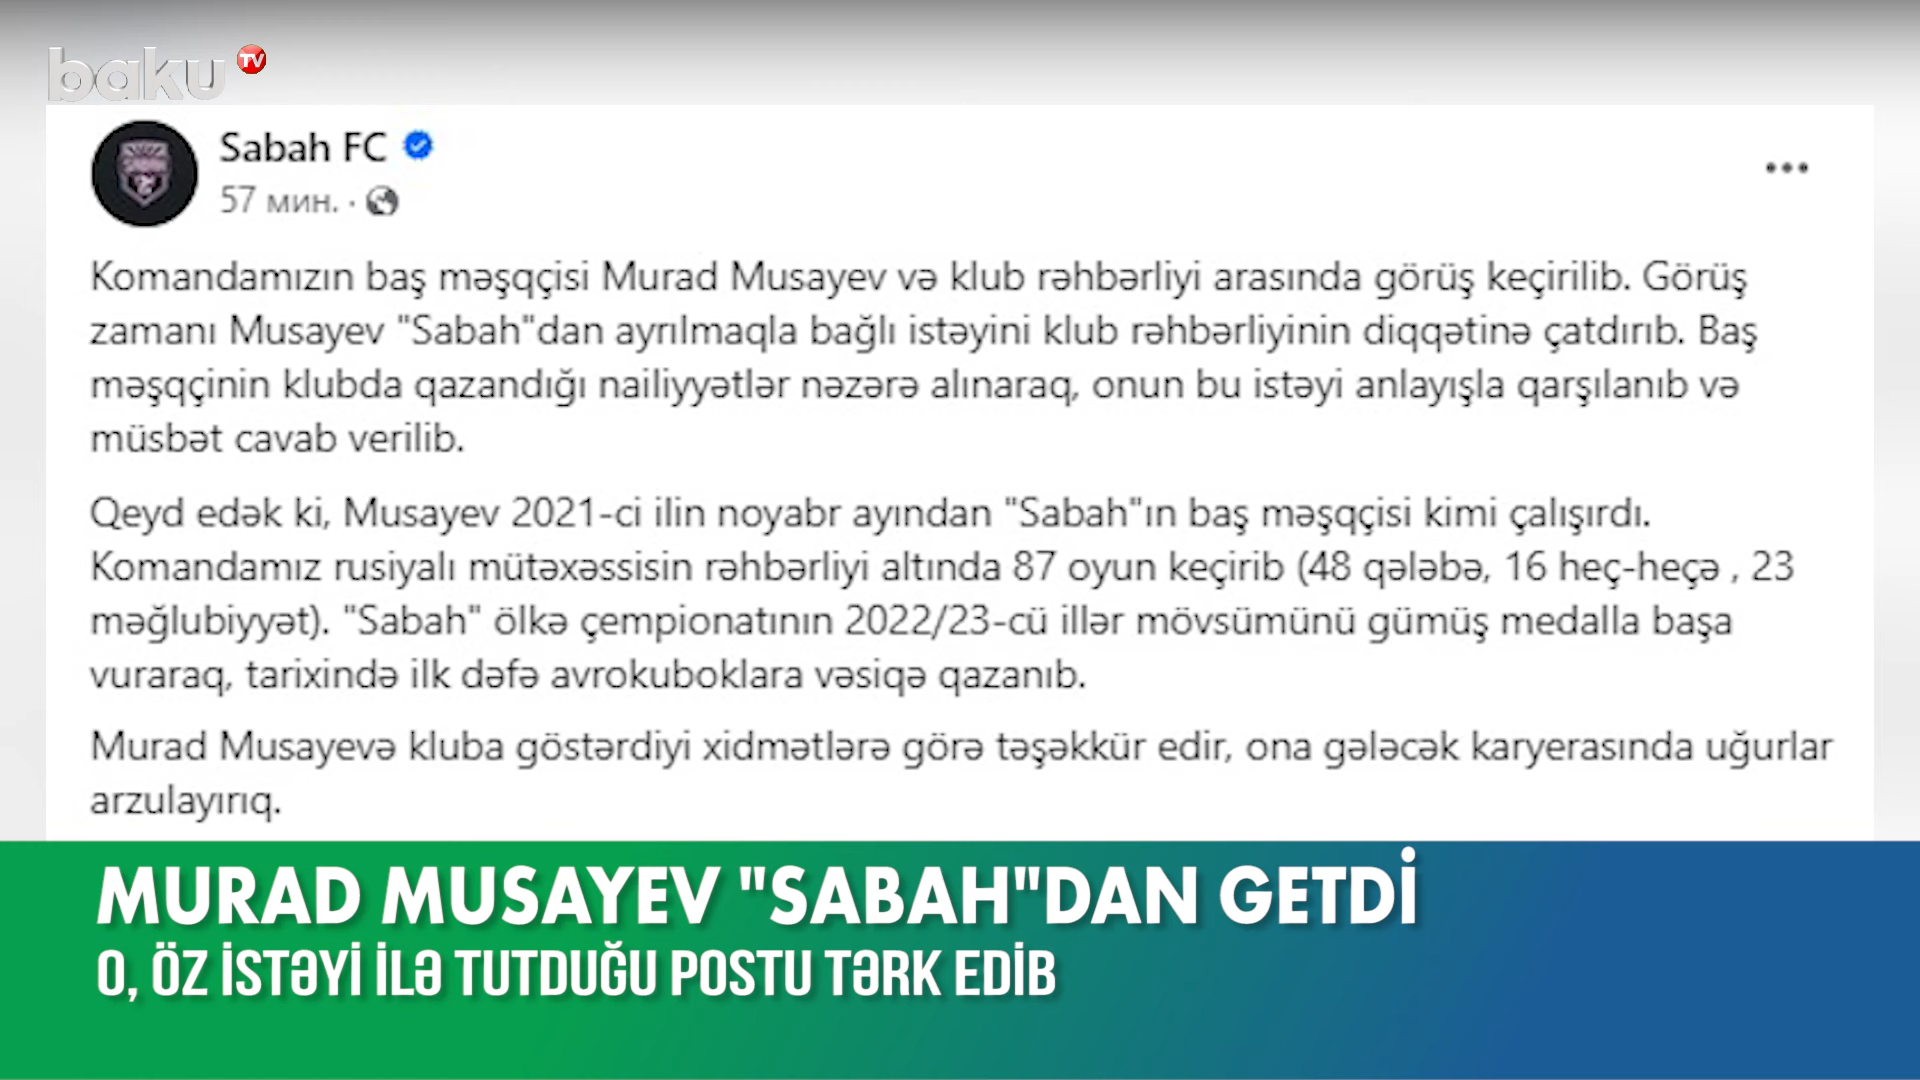 baku TV
Sabah FC
57 мин. ·
Komandamızın baş məşqçisi Murad Musayev və klub rəhbərliyi arasında görüş keçirilib. Görüş
zamanı Musayev "Sabah"dan ayrılmaqla bağlı istəyini klub rəhbərliyinin diqqətinə çatdırıb. Baş
məşqçinin klubda qazandığı nailiyyətlər nəzərə alınaraq, onun bu istəyi anlayışla qarşılanıb və
müsbət cavab verilib.
Qeyd edək ki, Musayev 2021-ci ilin noyabr ayından "Sabah"ın baş məşqçisi kimi çalışırdı.
Komandamız rusiyalı mütəxəssisin rəhbərliyi altında 87 oyun keçirib (48 qələbə, 16 heç-heçə , 23
məğlubiyyət). "Sabah" ölkə çempionatının 2022/23-cü illər mövsümünü gümüş medalla başa
vuraraq, tarixində ilk dəfə avrokuboklara vəsiqə qazanıb.
Murad Musayevə kluba göstərdiyi xidmətlərə görə təşəkkür edir, ona gələcək karyerasında uğurlar
arzulayırıq.
MURAD MUSAYEV "SABAH"DAN GETDİ
O, ÖZ İSTƏYİ İLƏ TUTDUĞU POSTU TƏRK EDİB